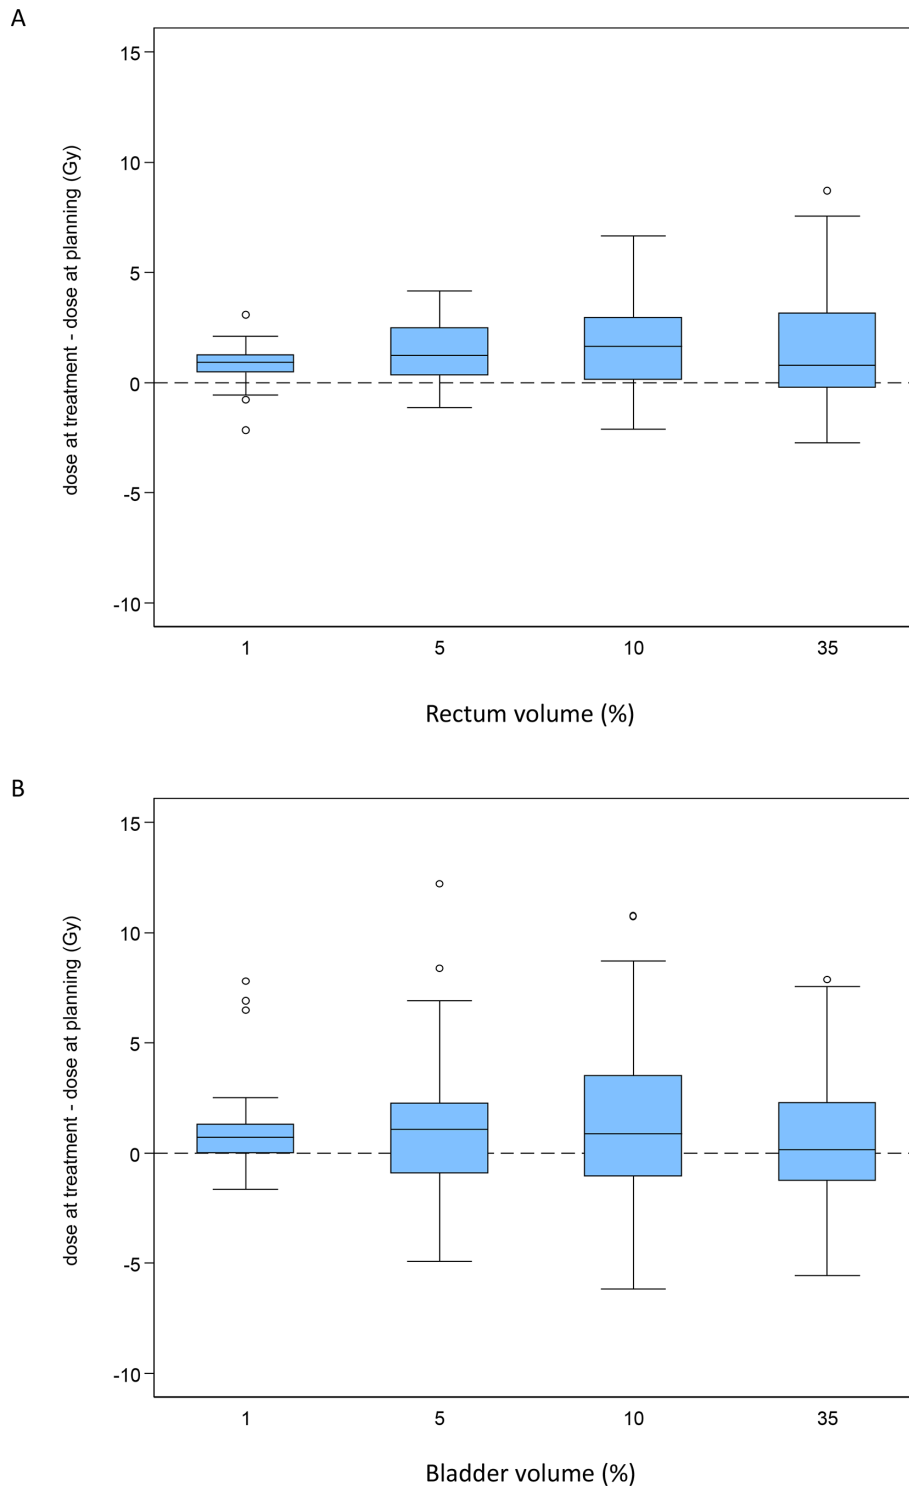 A
dose at treatment - dose at planning (Gy)
15
10
5
0
-5
-10
1 5 10 35
Rectum volume (%)
B
dose at treatment - dose at planning (Gy)
15
10
5
0
-5
-10
1 5 10 35
Bladder volume (%)